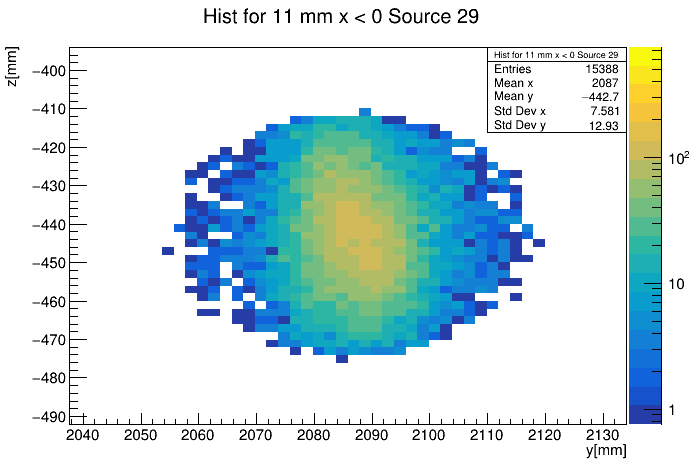 Hist for 11 mm x < 0 Source 29
z[mm]
Hist for 11 mm x < 0 Source 29
Entries 15388
Mean x 2087
Mean y −442.7
Std Dev x 7.581
Std Dev y 12.93
−400
−410
−420
−430
−440
−450
−460
−470
−480
−490
2040 2050 2060 2070 2080 2090 2100 2110 2120 2130
y[mm]
10²
10
1